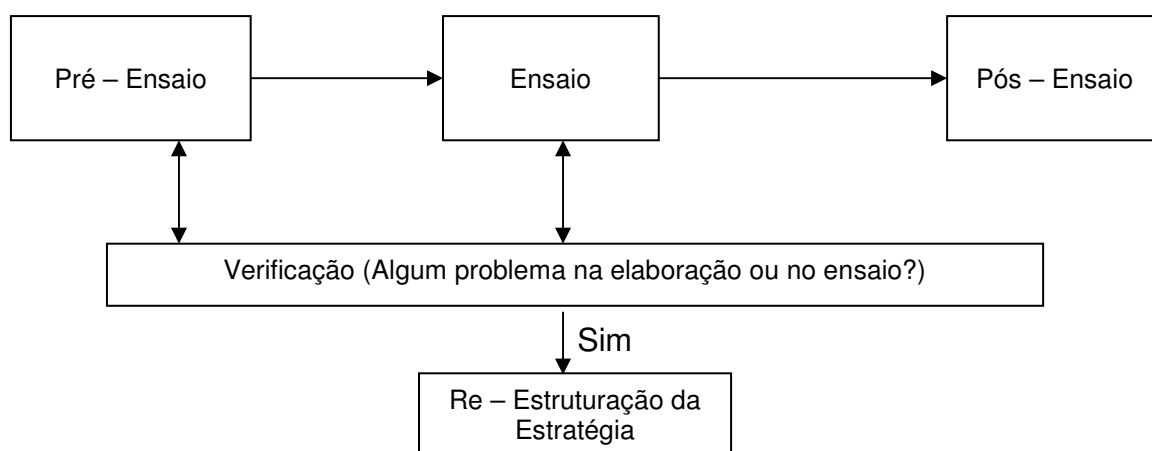 Pré – Ensaio
Ensaio
Pós – Ensaio
Verificação (Algum problema na elaboração ou no ensaio?)
Sim
Re – Estruturação da
Estratégia